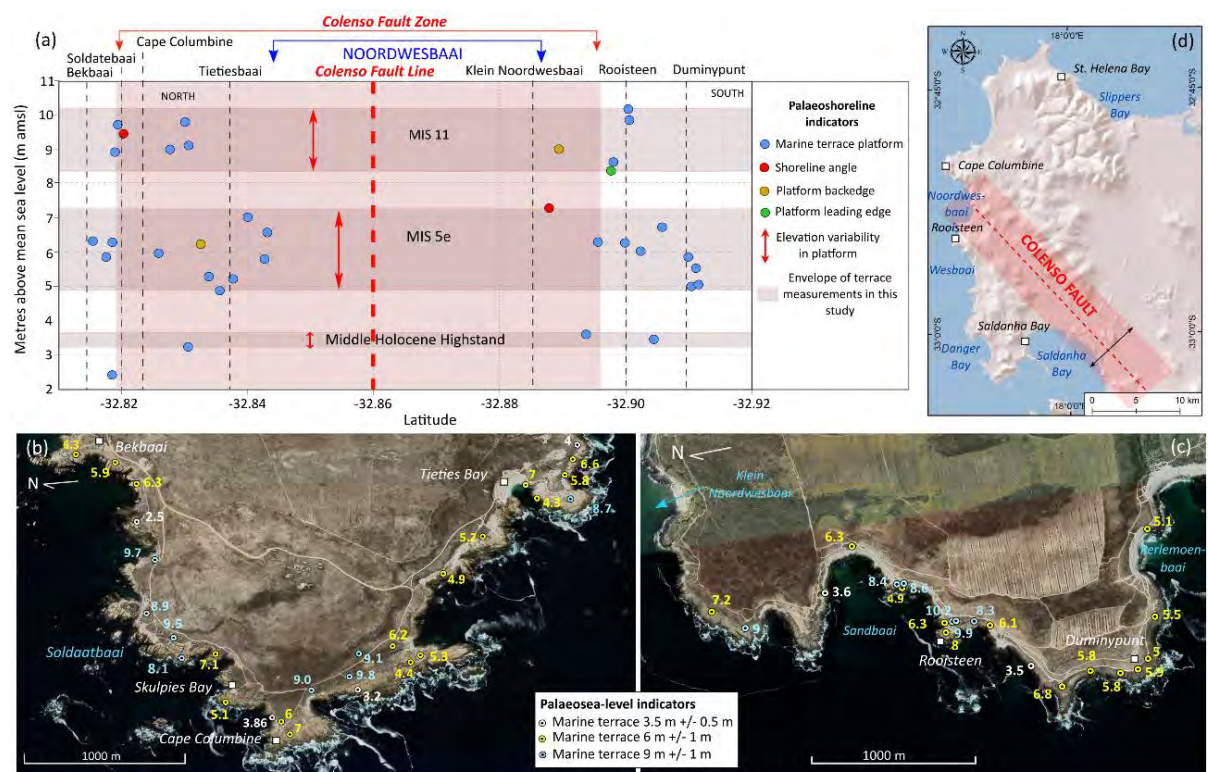 Colenso Fault Zone
(a)
Cape Columbine
Soldatebaai
Bekbaai
Tietiesbaai
NOORDWESBAAI
Colenso Fault Line
Klein Noordwesbaai
Rooisteen
Duminypunt
NORTH
SOUTH
MIS 11
MIS 5e
Middle Holocene Highstand
Metres above mean sea level (m amsl)
11
10
9
8
7
6
5
4
3
2
-32.82
-32.84
-32.86
-32.88
-32.90
-32.92
Latitude
Palaeoshoreline
indicators
Marine terrace platform
Shoreline angle
Platform backedge
Platform leading edge
Elevation variability
in platform
Envelope of terrace
measurements in this
study
(d)
18°0'0"E
32°45'0"S
32°45'0"S
N
E
S
W
St. Helena Bay
Slippers
Bay
Cape Columbine
Noordwes-
baai
Rooisteen
Wesbaai
COLENSO FAULT
Saldanha Bay
Danger
Bay
Saldanha
Bay
33°0'0"S
33°0'0"S
18°0'0"E
0 5 10 km
(b)
Bekbaai
6.3
5.9
N
6.3
2.5
9.7
8.9
9.5
Soldaatbaai
8.1
7.1
Skulpies Bay
5.1
3.86
6
7
Cape Columbine
9.0
9.1
9.8
3.2
6.2
5.3
4.4
4.9
5.2
Tieties Bay
7
4.3
4
6.6
5.8
8.7
1000 m
(c)
N
Klein
Noordwesbaai
7.2
6.3
3.6
8.4
8.6
4.9
Sandbaai
10.2
8.3
6.3
9.9
6.1
8
Rooisteen
3.5
6.8
5.8
5.8
5.9
5
Duminypunt
5.5
5.1
Perlemoen-
baai
1000 m
Palaeosea-level indicators
Marine terrace 3.5 m +/- 0.5 m
Marine terrace 6 m +/- 1 m
Marine terrace 9 m +/- 1 m